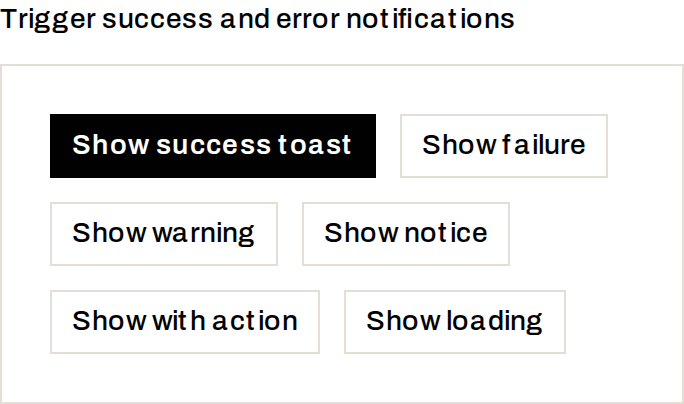 Trigger success and error notifications
Show success toast
Show failure
Show warning
Show notice
Show with action
Show loading